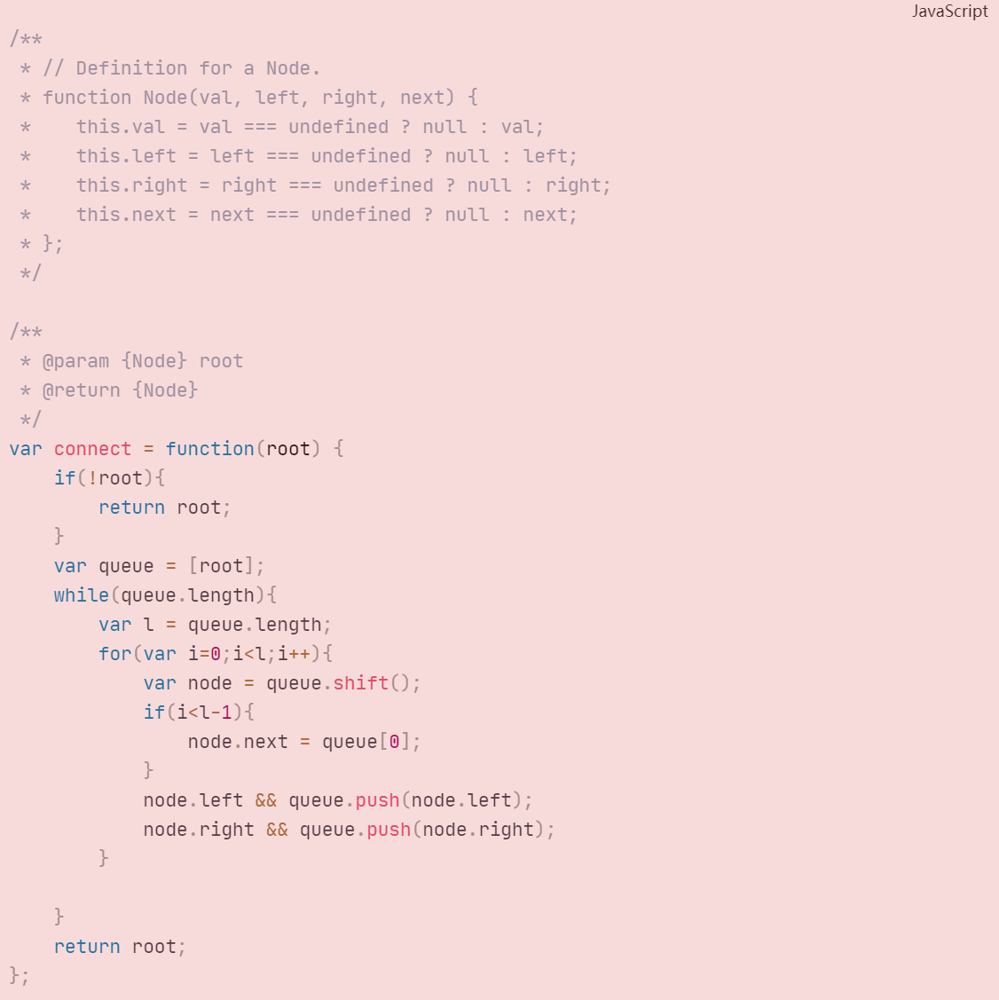 JavaScript
/**
 * // Definition for a Node.
 * function Node(val, left, right, next) {
 *    this.val = val === undefined ? null : val;
 *    this.left = left === undefined ? null : left;
 *    this.right = right === undefined ? null : right;
 *    this.next = next === undefined ? null : next;
 * };
 */

/**
 * @param {Node} root
 * @return {Node}
 */
var connect = function(root) {
    if(!root){
        return root;
    }
    var queue = [root];
    while(queue.length){
        var l = queue.length;
        for(var i=0;i<l;i++){
            var node = queue.shift();
            if(i<l-1){
                node.next = queue[0];
            }
            node.left && queue.push(node.left);
            node.right && queue.push(node.right);
        }

    }
    return root;
};